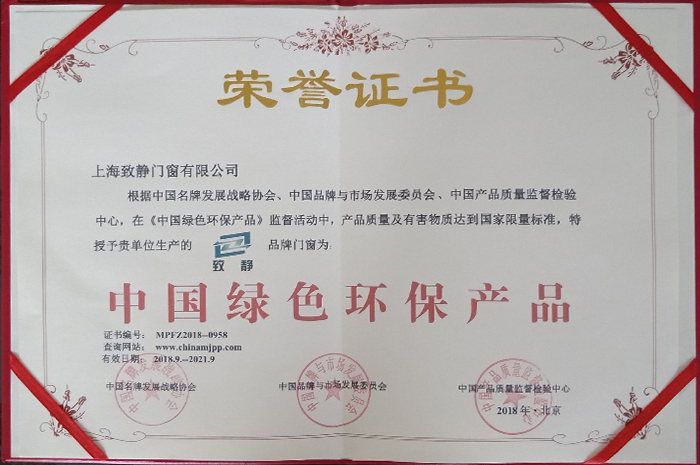 荣誉证书
上海致静门窗有限公司
根据中国名牌发展战略协会、中国品牌与市场发展委员会、中国产品质量监督检验
中心，在《中国绿色环保产品》监督活动中，产品质量及有害物质达到国家限量标准，特
授予贵单位生产的 致静 品牌门窗为:
中国绿色环保产品
证书编号： MPFZ2018--0958
查询网站： www.chinamjpp.com
有效日期： 2018.9.--2021.9
中国名牌发展战略协会 中国品牌与市场发展委员会 中国产品质量监督检验中心
2018 年·北京